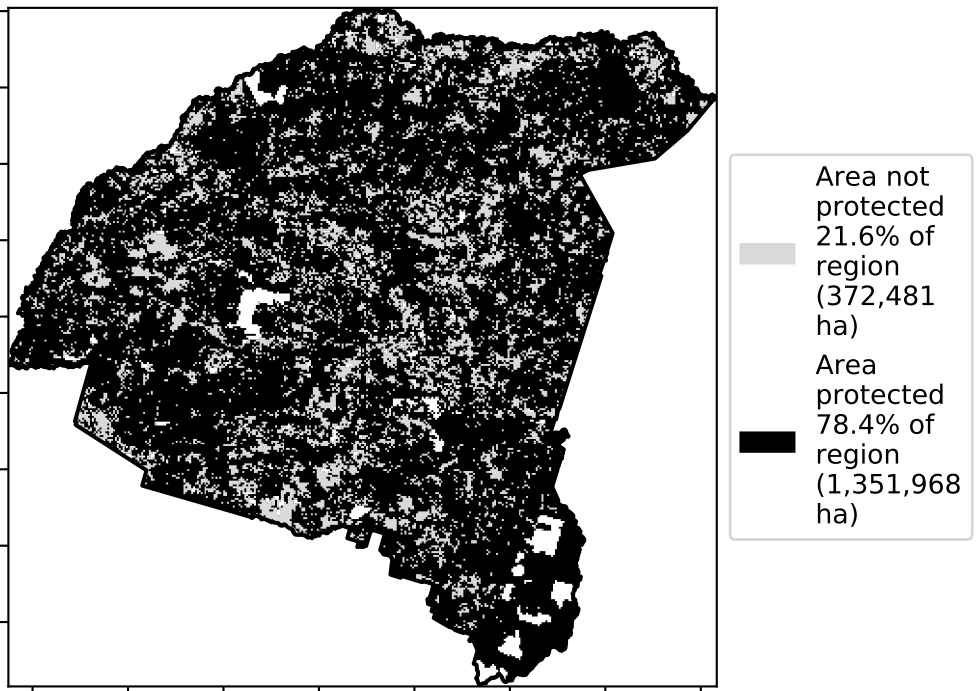 Area not
protected
21.6% of
region
(372,481
ha)
Area
protected
78.4% of
region
(1,351,968
ha)